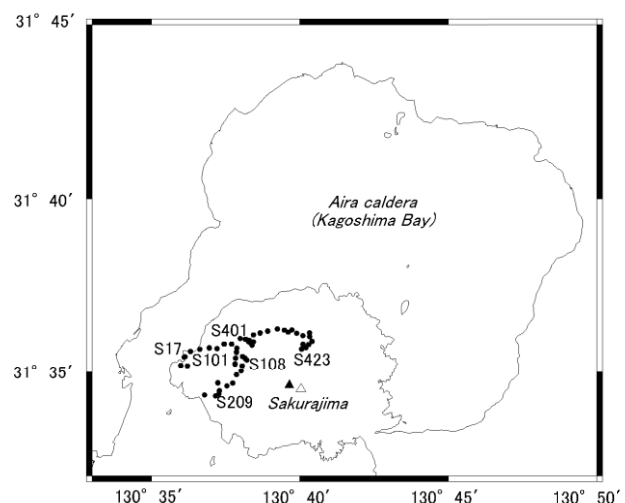 31° 45′
31° 40′
31° 35′
Aira caldera
(Kagoshima Bay)
S401
S17
S101
S108
S423
S209
Sakurajima
130° 35′
130° 40′
130° 45′
130° 50′